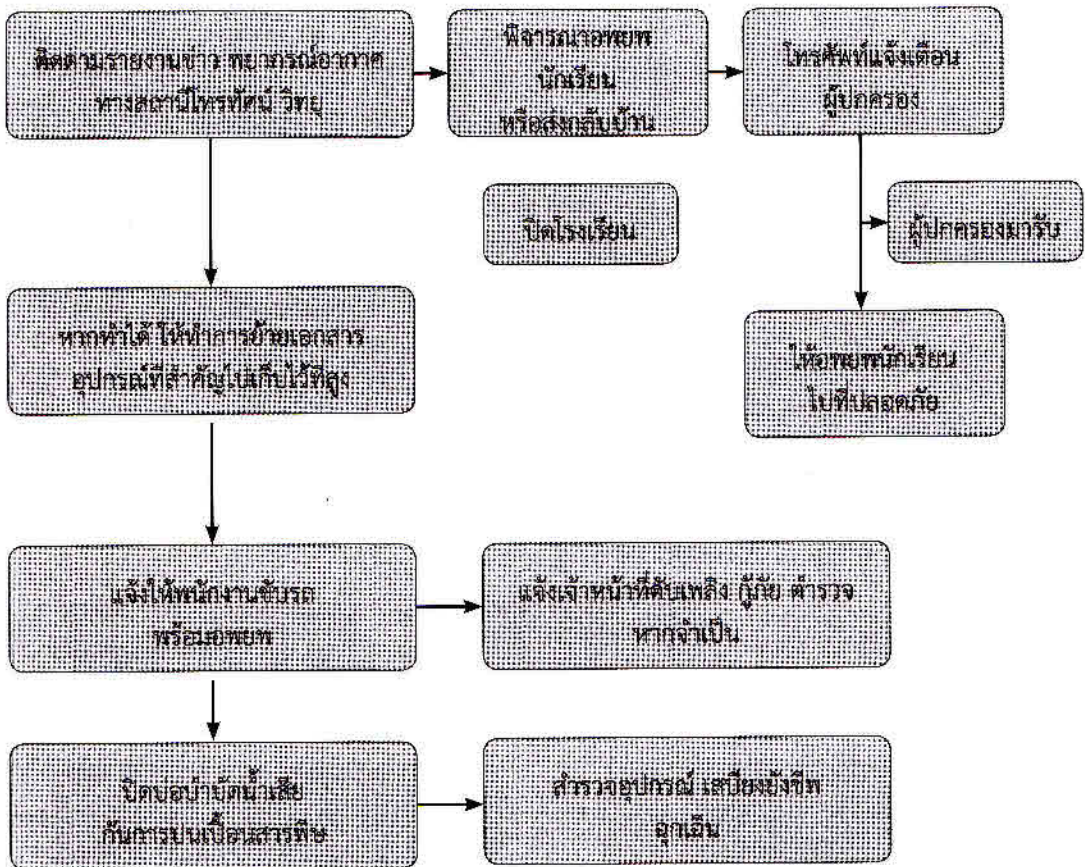 ติดตามรายงานข่าว พยากรณ์อากาศ
ทางสถานีโทรทัศน์ วิทยุ
พิจารณาอพยพ
นักเรียน
หรือส่งกลับบ้าน
โทรศัพท์แจ้งเตือน
ผู้ปกครอง
ปิดโรงเรียน
ผู้ปกครองมารับ
หากทำได้ ให้ทำการย้ายเอกสาร
อุปกรณ์ที่สำคัญไปเก็บไว้ที่สูง
ให้อพยพนักเรียน
ไปที่ปลอดภัย
แจ้งให้พนักงานขับรถ
พร้อมอพยพ
แจ้งเจ้าหน้าที่ดับเพลิง กู้ภัย ตำรวจ
หากจำเป็น
ปิดบ่อบำบัดน้ำเสีย
กันการปนเปื้อนสารพิษ
สำรวจอุปกรณ์ เสบียงยังชีพ
ฉุกเฉิน